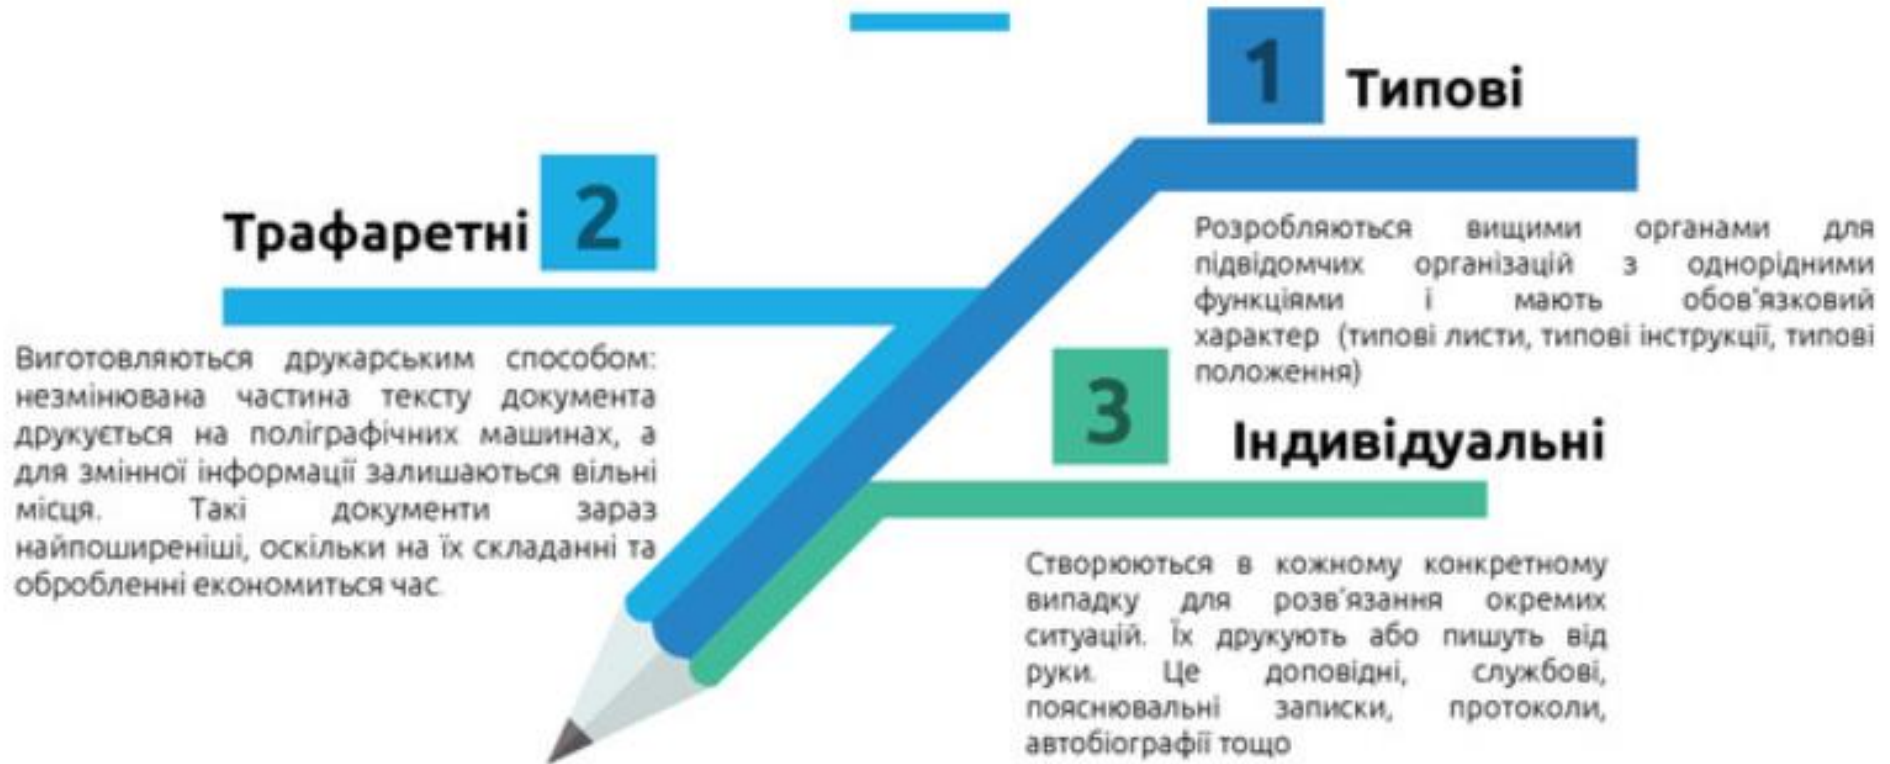 1
Типові
Розробляються вищими органами для
підвідомчих організацій з однорідними
функціями і мають обов'язковий
характер (типові листи, типові інструкції, типові
положення)
Трафаретні
2
Виготовляються друкарським способом:
незмінювана частина тексту документа
друкується на поліграфічних машинах, а
для змінної інформації залишаються вільні
місця. Такі документи зараз
найпоширеніші, оскільки на їх складанні та
обробленні економиться час.
3
Індивідуальні
Створюються в кожному конкретному
випадку для розв'язання окремих
ситуацій. Їх друкують або пишуть від
руки. Це доповідні, службові,
пояснювальні записки, протоколи,
автобіографії тощо